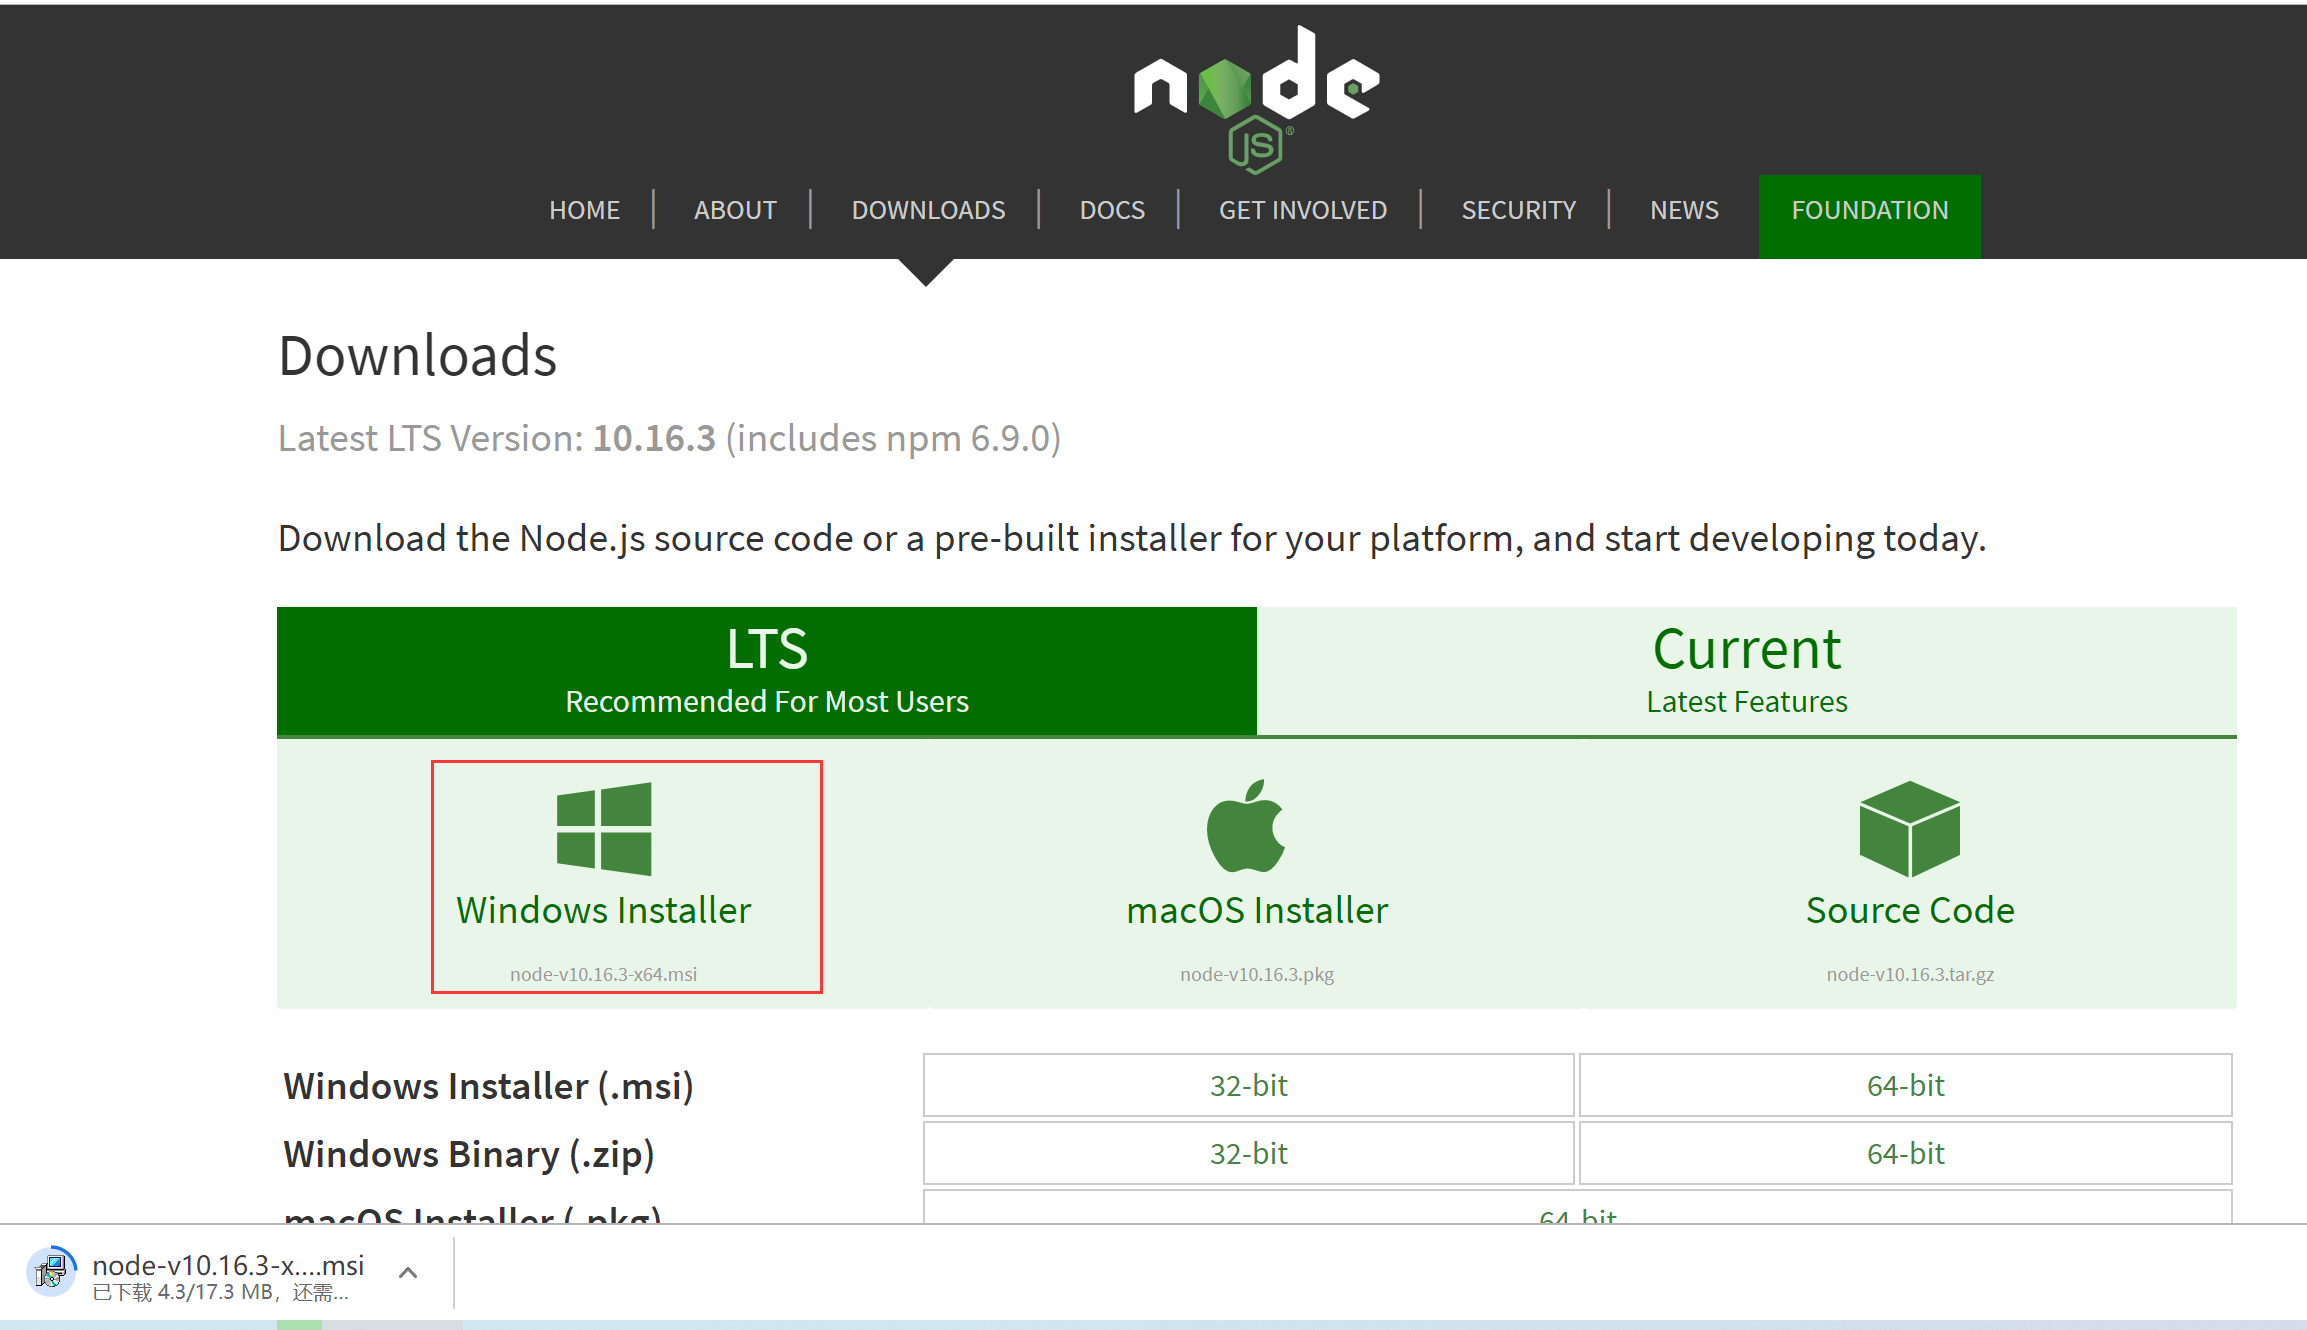 node
JS®
HOME ABOUT DOWNLOADS DOCS GET INVOLVED SECURITY NEWS FOUNDATION
Downloads
Latest LTS Version: 10.16.3 (includes npm 6.9.0)
Download the Node.js source code or a pre-built installer for your platform, and start developing today.
LTS
Recommended For Most Users
Current
Latest Features
Windows Installer
node-v10.16.3-x64.msi
macOS Installer
node-v10.16.3.pkg
Source Code
node-v10.16.3.tar.gz
Windows Installer (.msi) 32-bit 64-bit
Windows Binary (.zip) 32-bit 64-bit
macOS Installer (.pkg) 64-bit
node-v10.16.3-x....msi
已下载 4.3/17.3 MB，还需...